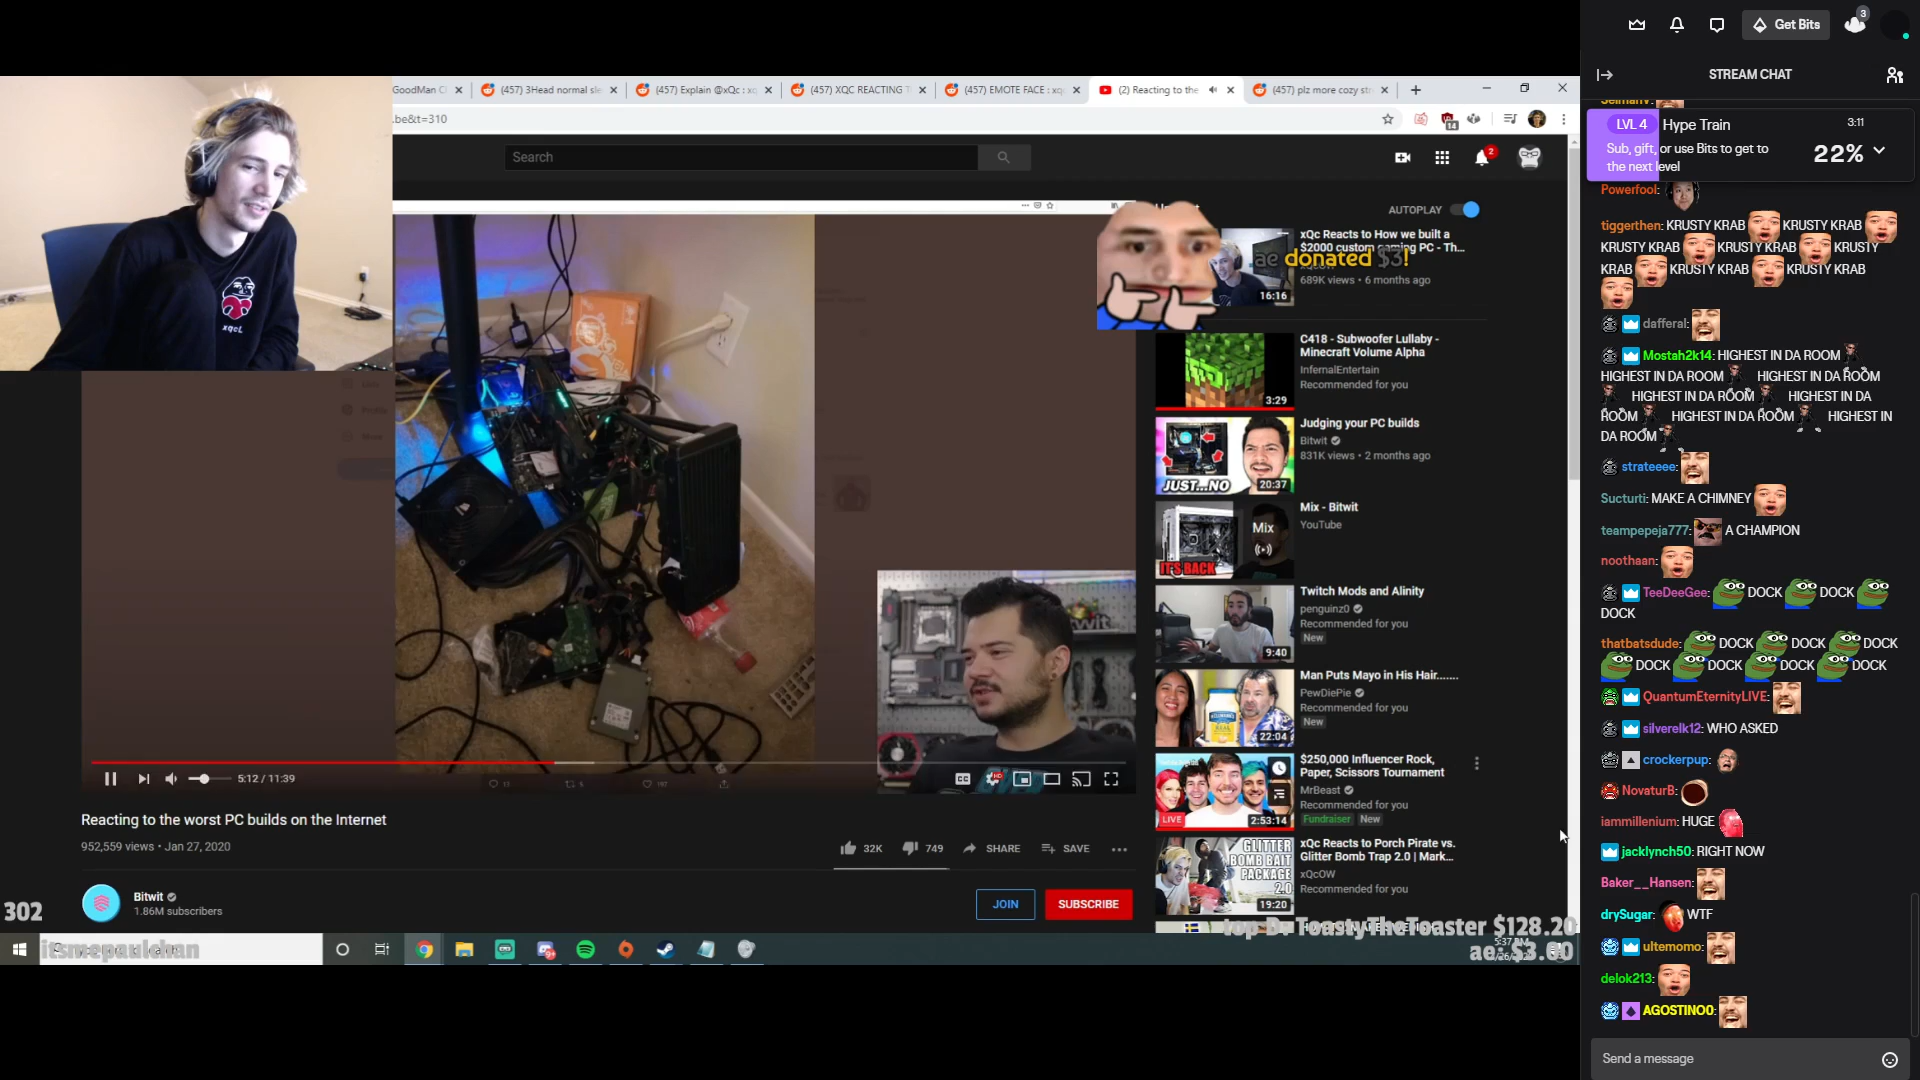 GoodMan C
(457) 3Head normal sle
(457) Explain @xQc : xq
(457) XQC REACTING T
(457) EMOTE FACE : xqc
(2) Reacting to the
(457) plz more cozy str
.be&t=310
14
Search
2
AUTOPLAY
ae donated $3!
xQc Reacts to How we built a
$2000 custom gaming PC - Th...
689K views • 6 months ago
16:16
C418 - Subwoofer Lullaby -
Minecraft Volume Alpha
InfernalEntertain
Recommended for you
3:29
Judging your PC builds
Bitwit
831K views • 2 months ago
JUST...NO
20:37
Mix - Bitwit
YouTube
Mix
IT'S BACK
Twitch Mods and Alinity
penguinz0
Recommended for you
New
9:40
Man Puts Mayo in His Hair.......
PewDiePie
Recommended for you
New
22:04
$250,000 Influencer Rock,
Paper, Scissors Tournament
MrBeast
Recommended for you
Fundraiser New
LIVE
2:53:14
xQc Reacts to Porch Pirate vs.
Glitter Bomb Trap 2.0 | Mark...
xQcOW
Recommended for you
GLITTER
BOMB BAIT
PACKAGE
2.0
19:20
xqcL
5:12 / 11:39
CC
HD
Reacting to the worst PC builds on the Internet
952,559 views • Jan 27, 2020
32K
749
SHARE
SAVE
Bitwit
1.86M subscribers
JOIN
SUBSCRIBE
302
itsmepaulchan
Top D: ToastyTheToaster $128.20
ae: $3.00
Get Bits
3
STREAM CHAT
LVL 4 Hype Train
3:11
Sub, gift, or use Bits to get to
the next level
22%
Powerfool:
tiggerthen: KRUSTY KRAB KRUSTY KRAB
KRUSTY KRAB KRUSTY KRAB KRUSTY
KRAB KRUSTY KRAB KRUSTY KRAB
dafferal:
Mostah2k14: HIGHEST IN DA ROOM
HIGHEST IN DA ROOM HIGHEST IN DA ROOM
HIGHEST IN DA ROOM HIGHEST IN DA
ROOM HIGHEST IN DA ROOM HIGHEST IN
DA ROOM
strateeee:
Sucturti: MAKE A CHIMNEY
teampepeja777: A CHAMPION
noothaan:
TeeDeeGee: DOCK DOCK
DOCK
thatbatsdude: DOCK DOCK DOCK
DOCK DOCK DOCK DOCK
QuantumEternityLIVE:
silverelk12: WHO ASKED
crockerpup:
NovaturB:
iammillenium: HUGE
jacklynch50: RIGHT NOW
Baker__Hansen:
drySugar: WTF
ultemomo:
delok213:
AGOSTINO0:
Send a message